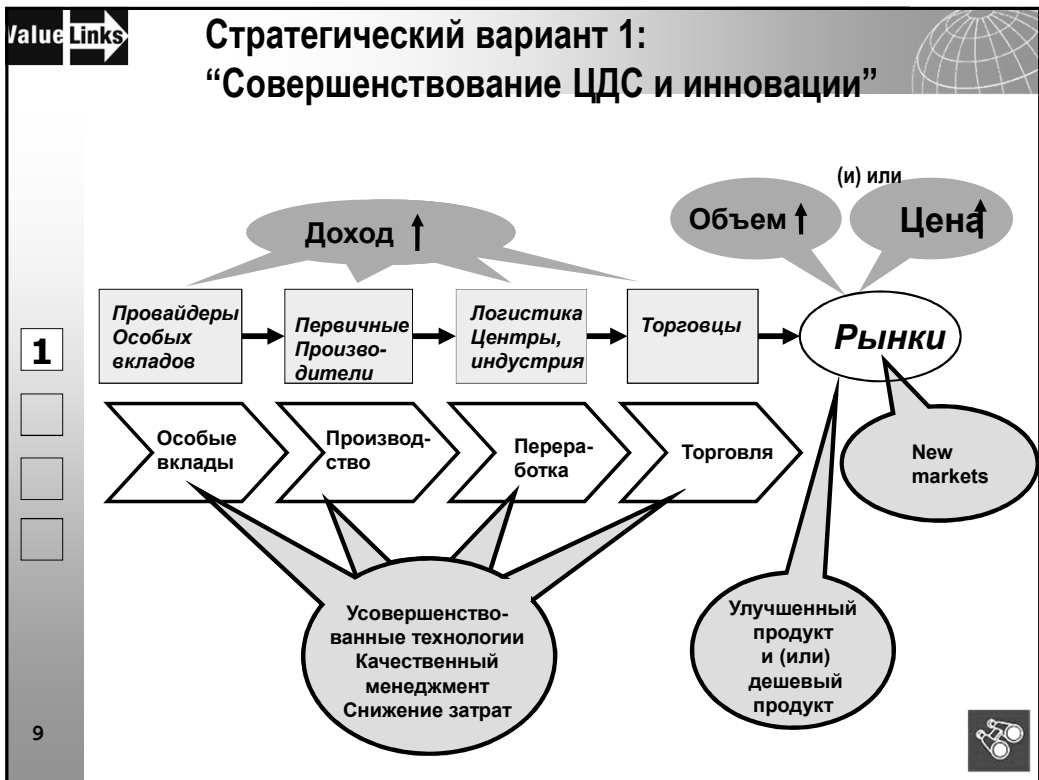 Value Links
Стратегический вариант 1:
“Совершенствование ЦДС и инновации”
(и) или
Доход
Объем
Цена
Провайдеры
Особых
вкладов
Первичные
Произво-
дители
Логистика
Центры,
индустрия
Торговцы
Рынки
1
Особые
вклады
Производ-
ство
Перера-
ботка
Торговля
New
markets
Усовершенство-
ванные технологии
Качественный
менеджмент
Снижение затрат
Улучшенный
продукт
и (или)
дешевый
продукт
9